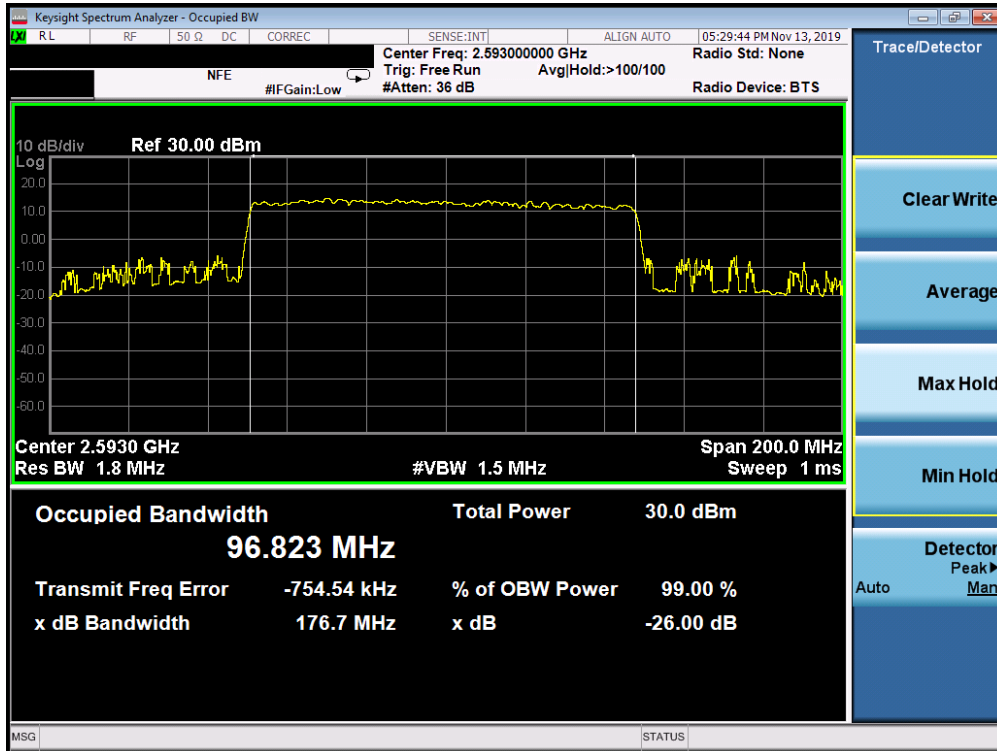 Keysight Spectrum Analyzer - Occupied BW
LXI RL RF 50 Ω DC CORREC SENSE:INT ALIGN AUTO 05:29:44 PM Nov 13, 2019
Center Freq: 2.593000000 GHz Radio Std: None
NFE Trig: Free Run Avg|Hold:>100/100
#IFGain:Low #Atten: 36 dB Radio Device: BTS
10 dB/div Ref 30.00 dBm
Log
20.0
10.0
0.00
-10.0
-20.0
-30.0
-40.0
-50.0
-60.0
Center 2.5930 GHz Span 200.0 MHz
Res BW 1.8 MHz #VBW 1.5 MHz Sweep 1 ms
Occupied Bandwidth Total Power 30.0 dBm
96.823 MHz
Transmit Freq Error -754.54 kHz % of OBW Power 99.00 %
x dB Bandwidth 176.7 MHz x dB -26.00 dB
MSG STATUS
Trace/Detector
Clear Write
Average
Max Hold
Min Hold
Detector
Peak▶
Auto Man